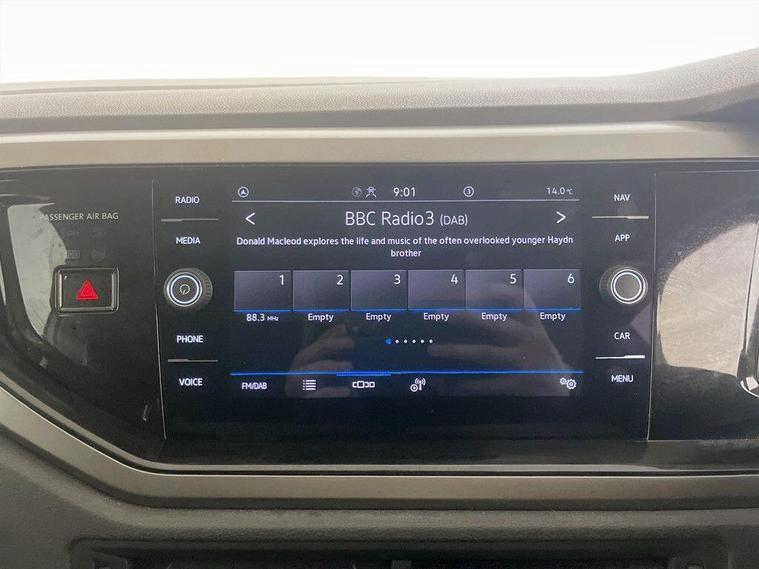 PASSENGER AIR BAG
RADIO
MEDIA
PHONE
VOICE
9:01
3
14.0°C
< BBC Radio3 (DAB) >
Donald Macleod explores the life and music of the often overlooked younger Haydn
brother
1 2 3 4 5 6
88.3 MHz Empty Empty Empty Empty Empty
FM/DAB
NAV
APP
CAR
MENU